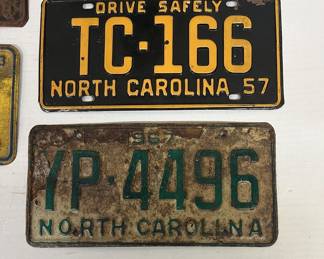 DRIVE SAFELY
TC·166
NORTH CAROLINA 57
1967
YP·4496
NORTH CAROLINA